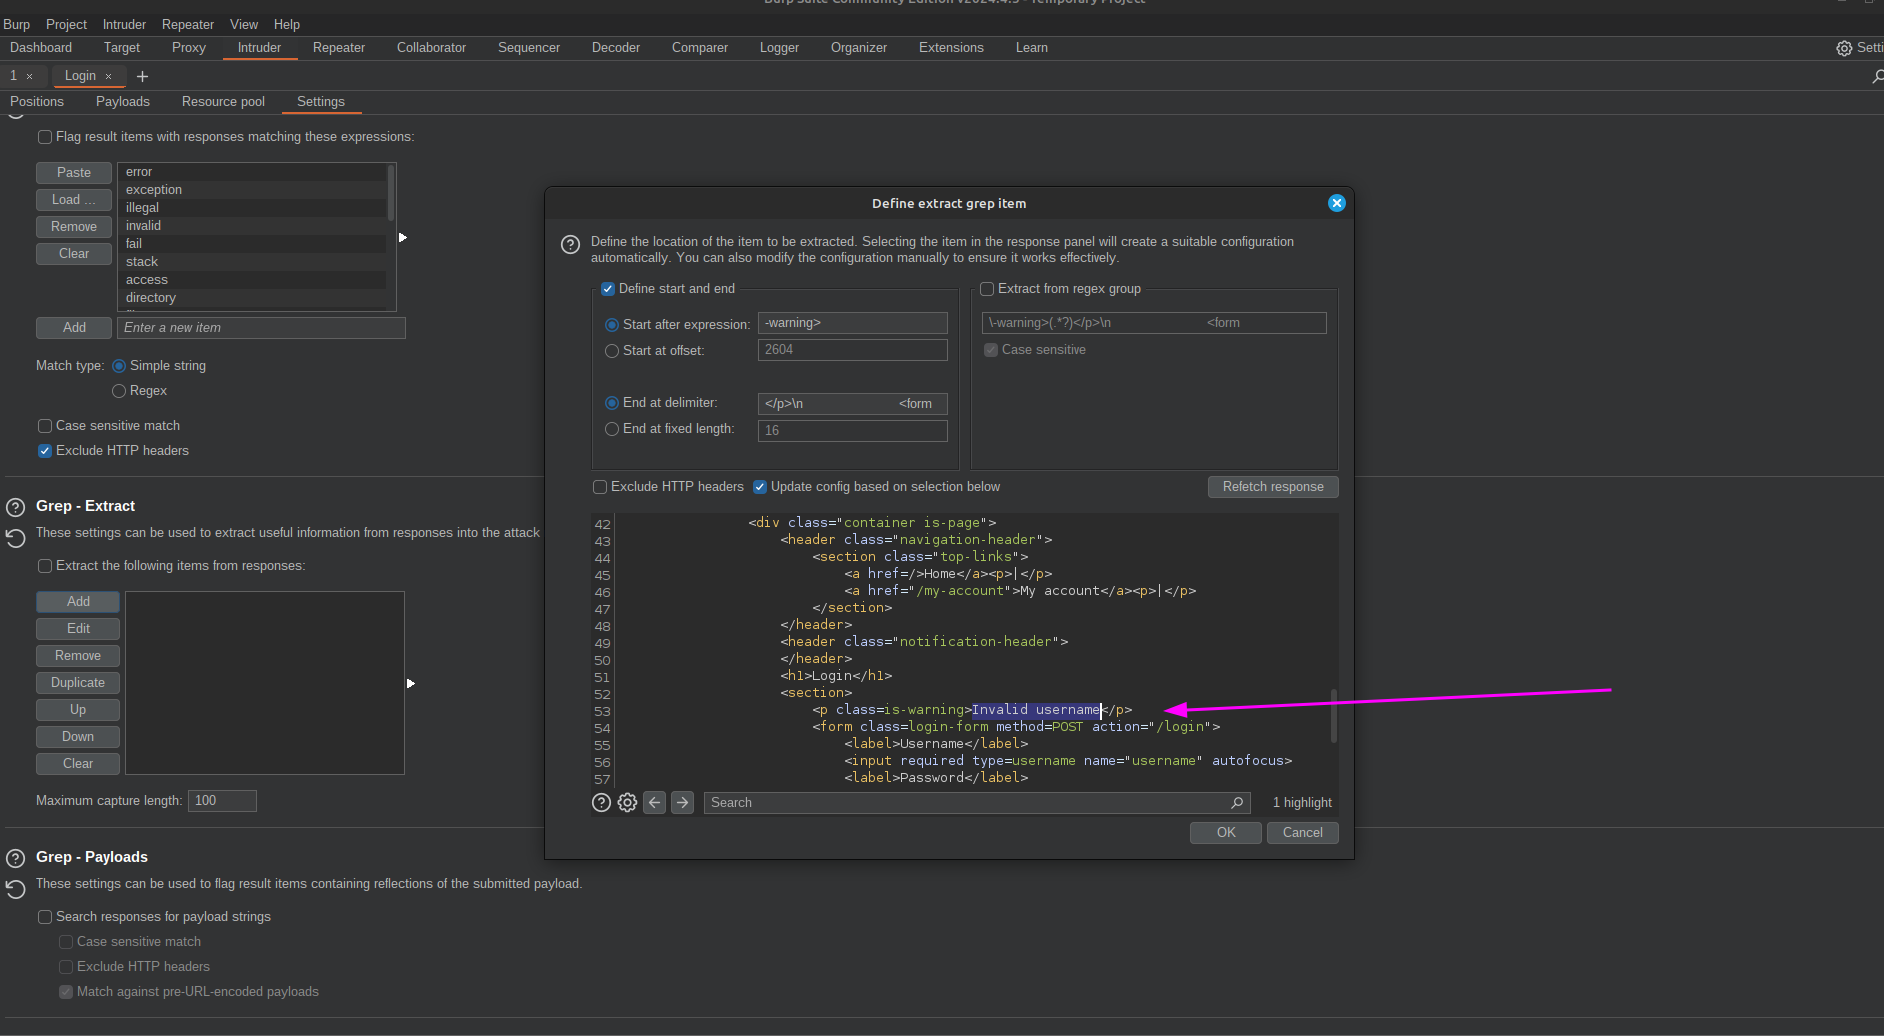 Burp Suite Community Edition v2024.4.5 - Temporary Project
Burp Project Intruder Repeater View Help
Dashboard Target Proxy Intruder Repeater Collaborator Sequencer Decoder Comparer Logger Organizer Extensions Learn Setti
1 × Login × +
Positions Payloads Resource pool Settings
Flag result items with responses matching these expressions:
Paste
Load ...
Remove
Clear
error
exception
illegal
invalid
fail
stack
access
directory
Add Enter a new item
Match type: Simple string
Regex
Case sensitive match
Exclude HTTP headers
Grep - Extract
These settings can be used to extract useful information from responses into the attack
Extract the following items from responses:
Add
Edit
Remove
Duplicate
Up
Down
Clear
Maximum capture length: 100
Grep - Payloads
These settings can be used to flag result items containing reflections of the submitted payload.
Search responses for payload strings
Case sensitive match
Exclude HTTP headers
Match against pre-URL-encoded payloads
Define extract grep item
Define the location of the item to be extracted. Selecting the item in the response panel will create a suitable configuration
automatically. You can also modify the configuration manually to ensure it works effectively.
Define start and end
Start after expression: -warning>
Start at offset: 2604
End at delimiter: </p>\n <form
End at fixed length: 16
Extract from regex group
\-warning>(.*?)</p>\n <form
Case sensitive
Exclude HTTP headers Update config based on selection below Refetch response
42 <div class="container is-page">
43 <header class="navigation-header">
44 <section class="top-links">
45 <a href=/>Home</a><p>|</p>
46 <a href="/my-account">My account</a><p>|</p>
47 </section>
48 </header>
49 <header class="notification-header">
50 </header>
51 <h1>Login</h1>
52 <section>
53 <p class=is-warning>Invalid username</p>
54 <form class=login-form method=POST action="/login">
55 <label>Username</label>
56 <input required type=username name="username" autofocus>
57 <label>Password</label>
Search 1 highlight
OK Cancel